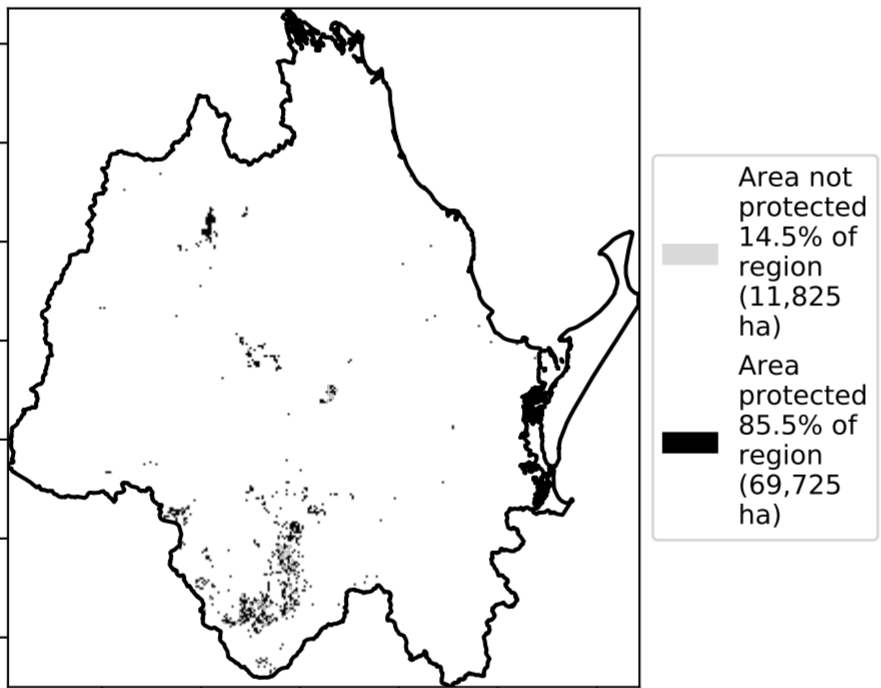 Area not
protected
14.5% of
region
(11,825
ha)
Area
protected
85.5% of
region
(69,725
ha)